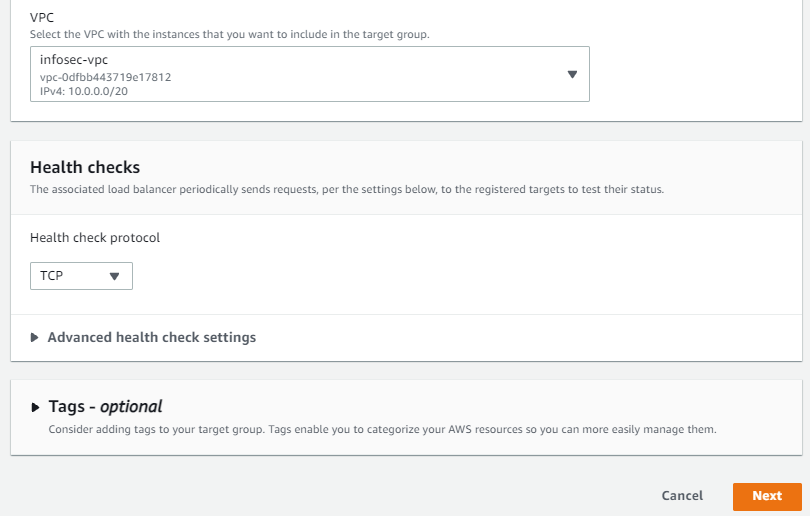 VPC
Select the VPC with the instances that you want to include in the target group.
infosec-vpc
vpc-0dfbb443719e17812
IPv4: 10.0.0.0/20
Health checks
The associated load balancer periodically sends requests, per the settings below, to the registered targets to test their status.
Health check protocol
TCP
Advanced health check settings
Tags - optional
Consider adding tags to your target group. Tags enable you to categorize your AWS resources so you can more easily manage them.
Cancel Next